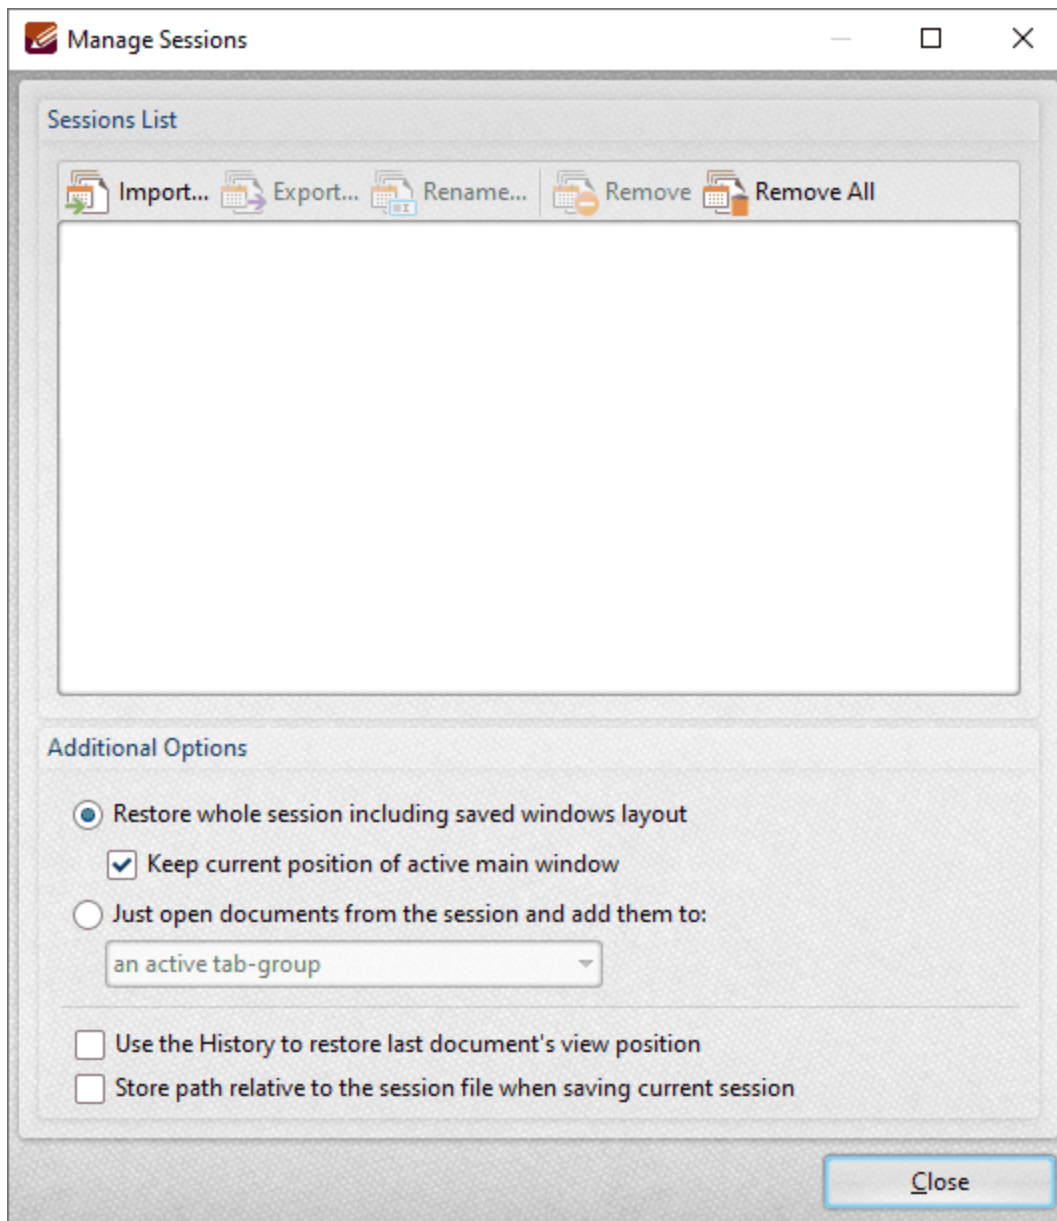 Manage Sessions
Sessions List
Import... Export... Rename... Remove Remove All
Additional Options
Restore whole session including saved windows layout
Keep current position of active main window
Just open documents from the session and add them to:
an active tab-group
Use the History to restore last document's view position
Store path relative to the session file when saving current session
Close